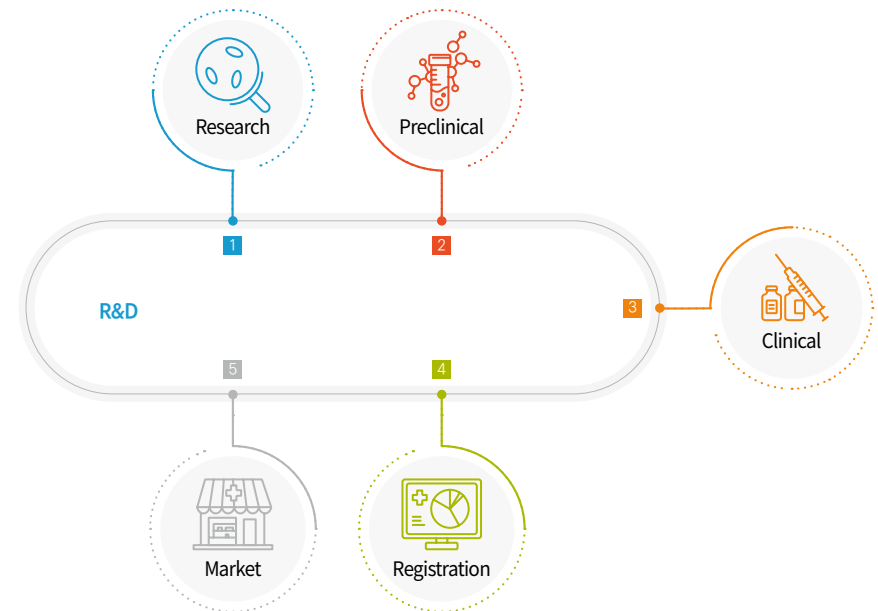 Research
Preclinical
1
2
R&D
3
Clinical
5
4
Market
Registration